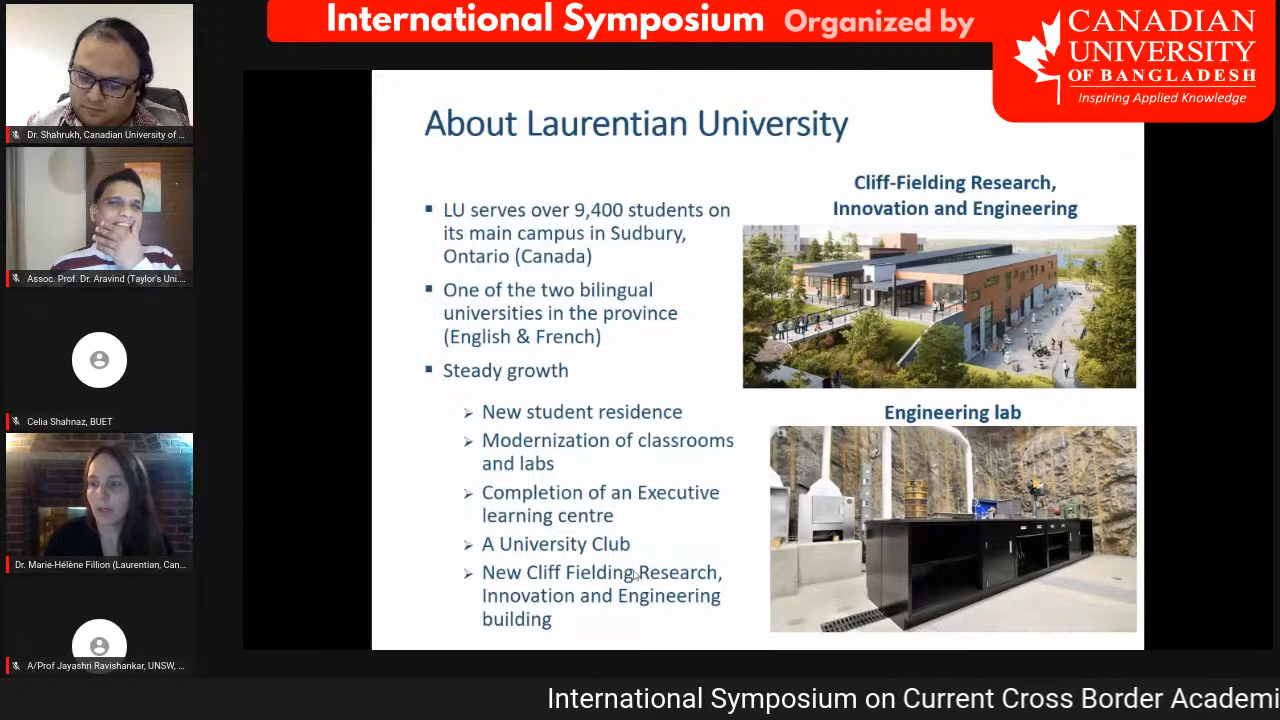 International Symposium Organized by
CANADIAN
UNIVERSITY
OF BANGLADESH
Inspiring Applied Knowledge
Dr. Shahrukh, Canadian University of ...
Assoc. Prof. Dr. Aravind (Taylor's Uni....
Celia Shahnaz, BUET
Dr. Marie-Hélène Fillion (Laurentian, Can...
A/Prof Jayashri Ravishankar, UNSW, ...
About Laurentian University
▪ LU serves over 9,400 students on
its main campus in Sudbury,
Ontario (Canada)
▪ One of the two bilingual
universities in the province
(English & French)
▪ Steady growth
➢ New student residence
➢ Modernization of classrooms
and labs
➢ Completion of an Executive
learning centre
➢ A University Club
➢ New Cliff Fielding Research,
Innovation and Engineering
building
Cliff-Fielding Research,
Innovation and Engineering
Engineering lab
International Symposium on Current Cross Border Academi